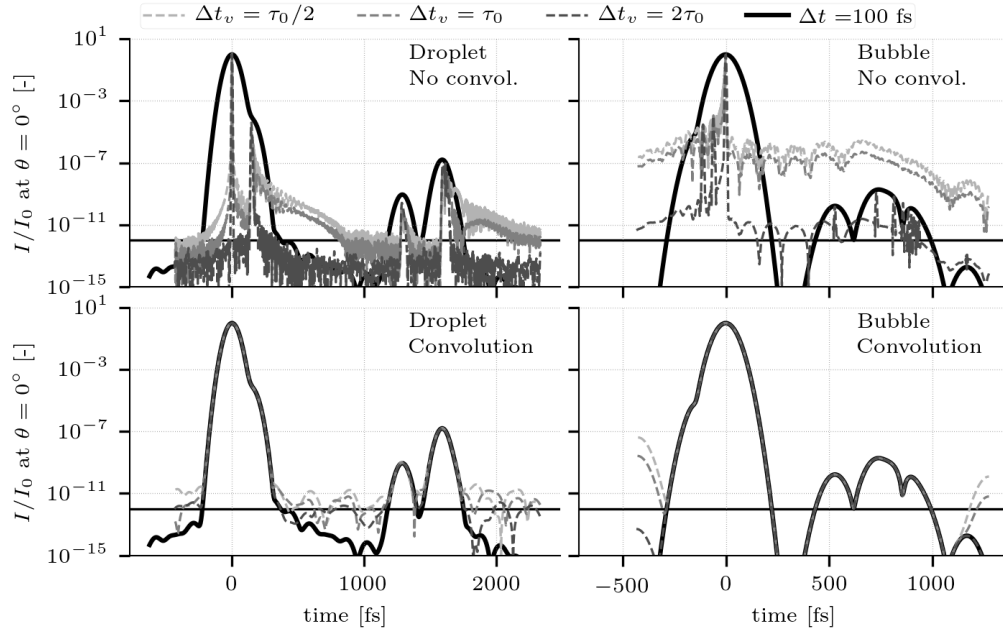 Δt_v = τ_0/2 Δt_v = τ_0 Δt_v = 2τ_0 Δt =100 fs
10^1
10^−3
10^−7
10^−11
10^−15
I/I_0 at θ = 0° [-]
Droplet
No convol.
Bubble
No convol.
10^1
10^−3
10^−7
10^−11
10^−15
I/I_0 at θ = 0° [-]
Droplet
Convolution
Bubble
Convolution
0 1000 2000
−500 0 500 1000
time [fs] time [fs]